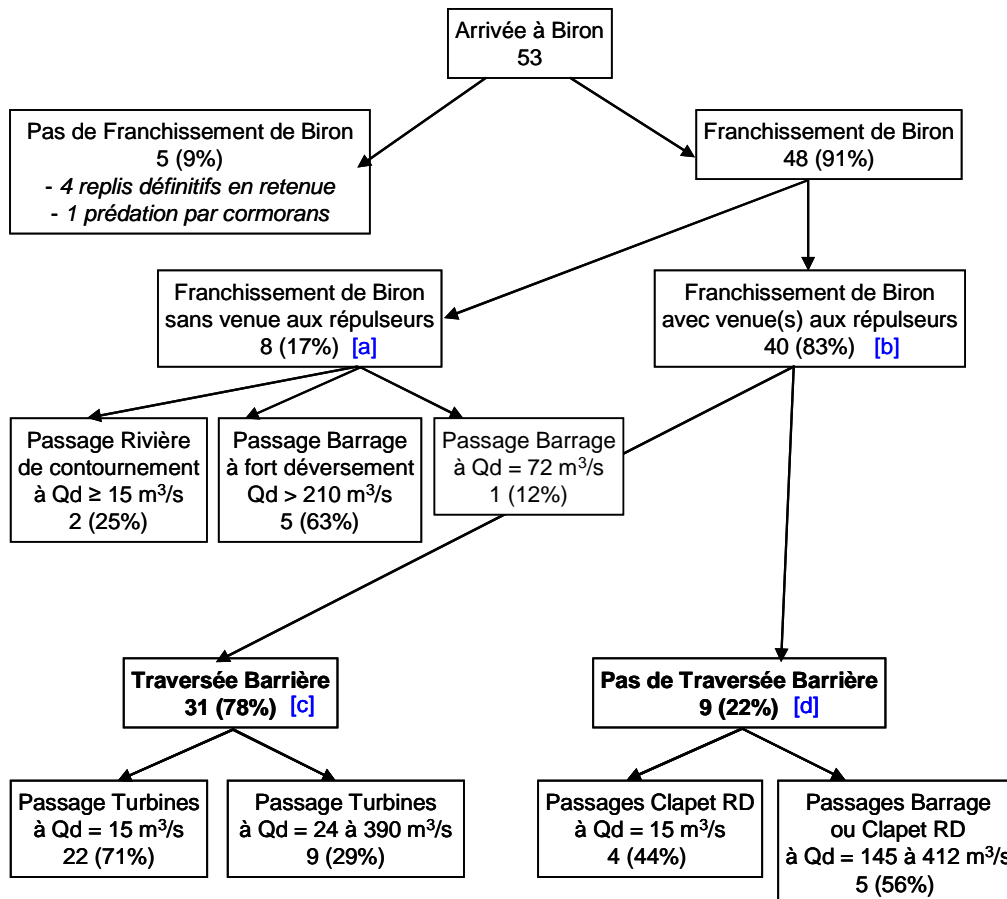 Arrivée à Biron
53
Pas de Franchissement de Biron
5 (9%)
- 4 replis définitifs en retenue
- 1 prédation par cormorans
Franchissement de Biron
48 (91%)
Franchissement de Biron
sans venue aux répulseurs
8 (17%) [a]
Franchissement de Biron
avec venue(s) aux répulseurs
40 (83%) [b]
Passage Rivière
de contournement
à Qd ≥ 15 m³/s
2 (25%)
Passage Barrage
à fort déversement
Qd > 210 m³/s
5 (63%)
Passage Barrage
à Qd = 72 m³/s
1 (12%)
Traversée Barrière
31 (78%) [c]
Pas de Traversée Barrière
9 (22%) [d]
Passage Turbines
à Qd = 15 m³/s
22 (71%)
Passage Turbines
à Qd = 24 à 390 m³/s
9 (29%)
Passages Clapet RD
à Qd = 15 m³/s
4 (44%)
Passages Barrage
ou Clapet RD
à Qd = 145 à 412 m³/s
5 (56%)